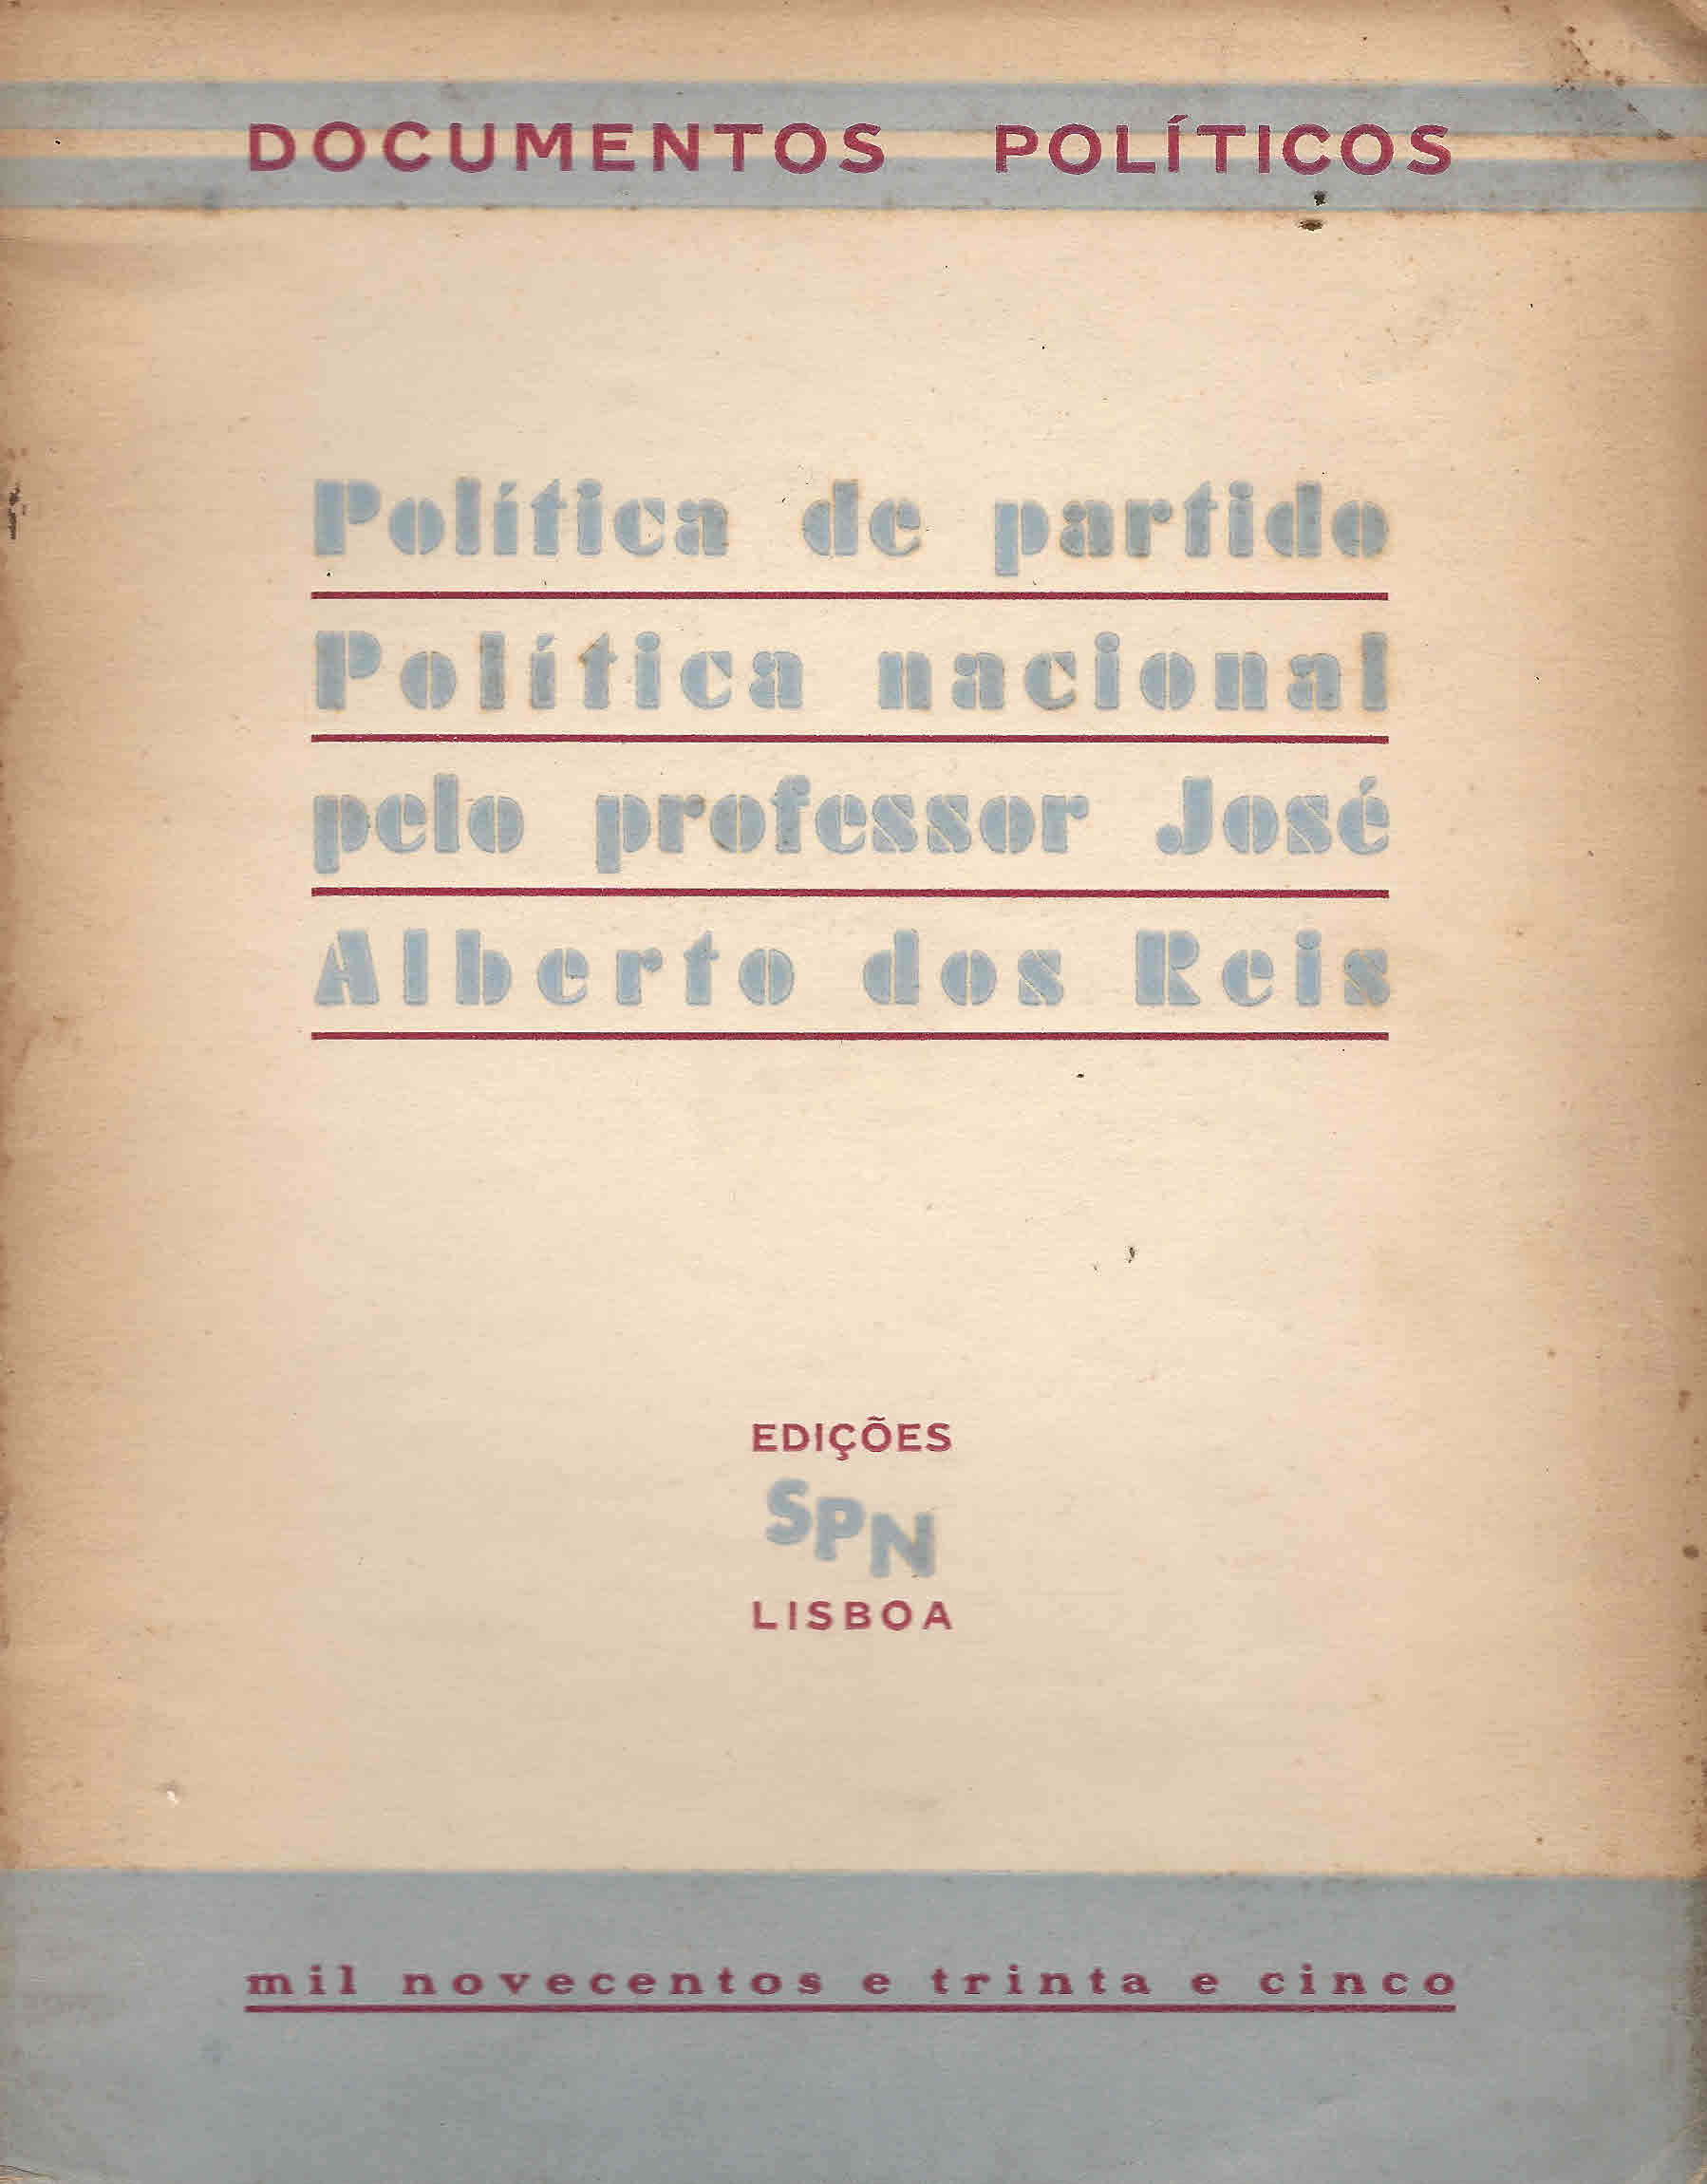 DOCUMENTOS POLÍTICOS
Política de partido
Política nacional
pelo professor José
Alberto dos Reis
EDIÇÕES
SPN
LISBOA
mil novecentos e trinta e cinco